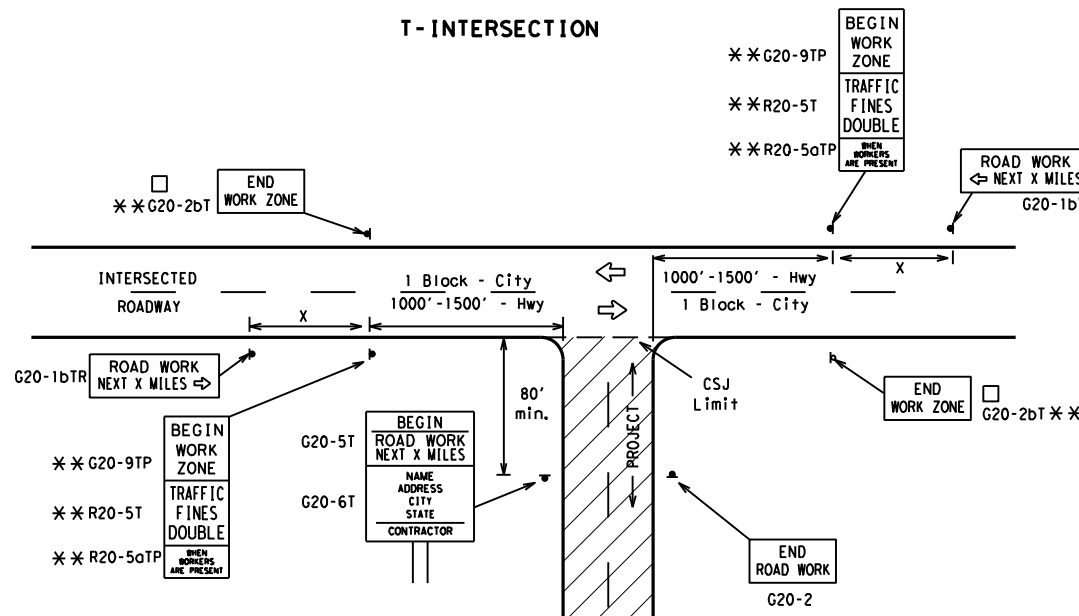 T-INTERSECTION
BEGIN
WORK
ZONE
TRAFFIC
FINES
DOUBLE
WHEN
WORKERS
ARE PRESENT
✱✱G20-9TP
✱✱R20-5T
✱✱R20-5aTP
ROAD WORK
⇦ NEXT X MILES
G20-1bT
END
WORK ZONE
□
✱✱G20-2bT
INTERSECTED
ROADWAY
1 Block - City
1000'-1500' - Hwy
1000'-1500' - Hwy
1 Block - City
X
X
G20-1bTR
ROAD WORK
NEXT X MILES ⇨
80'
min.
CSJ
Limit
PROJECT
END
WORK ZONE
□
G20-2bT ✱✱
BEGIN
WORK
ZONE
TRAFFIC
FINES
DOUBLE
WHEN
WORKERS
ARE PRESENT
✱✱G20-9TP
✱✱R20-5T
✱✱R20-5aTP
G20-5T
G20-6T
BEGIN
ROAD WORK
NEXT X MILES
NAME
ADDRESS
CITY
STATE
CONTRACTOR
END
ROAD WORK
G20-2